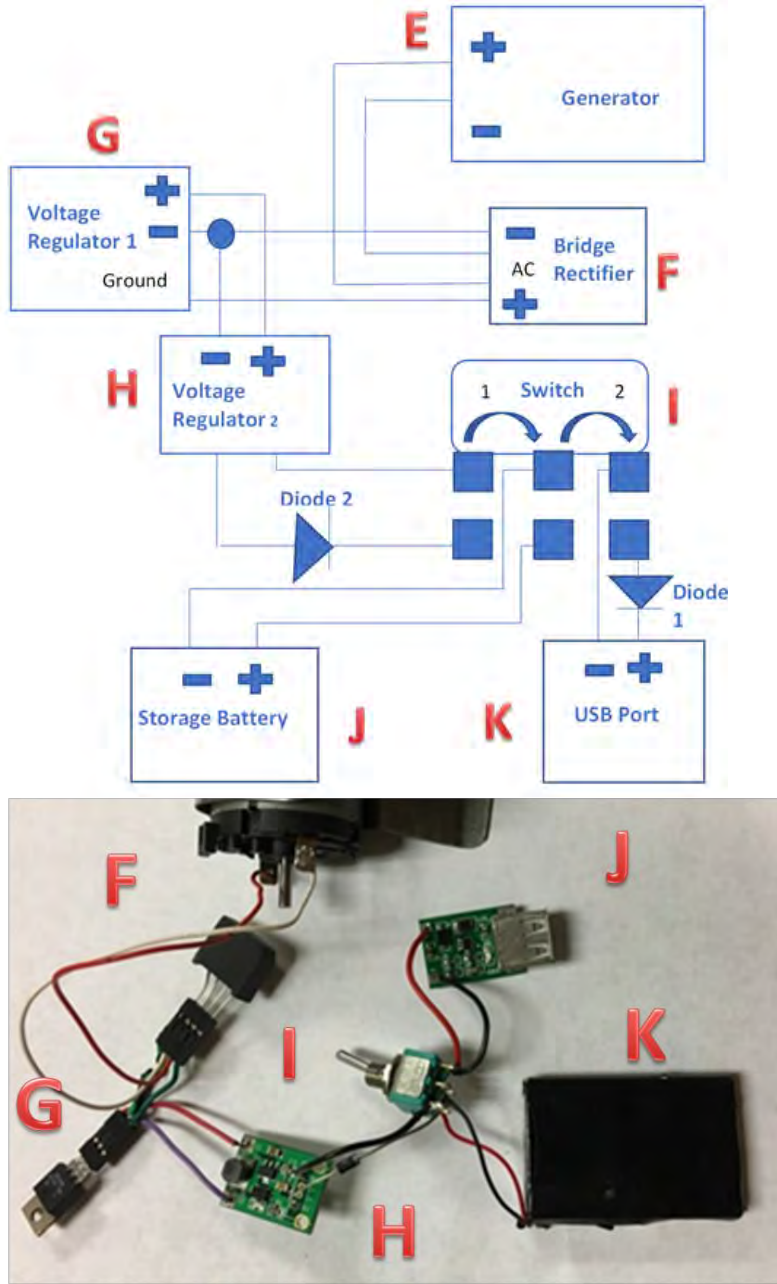 E
Generator
G
Voltage
Regulator 1
Ground
Bridge
Rectifier
AC
F
H
Voltage
Regulator 2
1 Switch 2
I
Diode 2
Diode
1
Storage Battery
J
K
USB Port
F
J
I
K
G
H